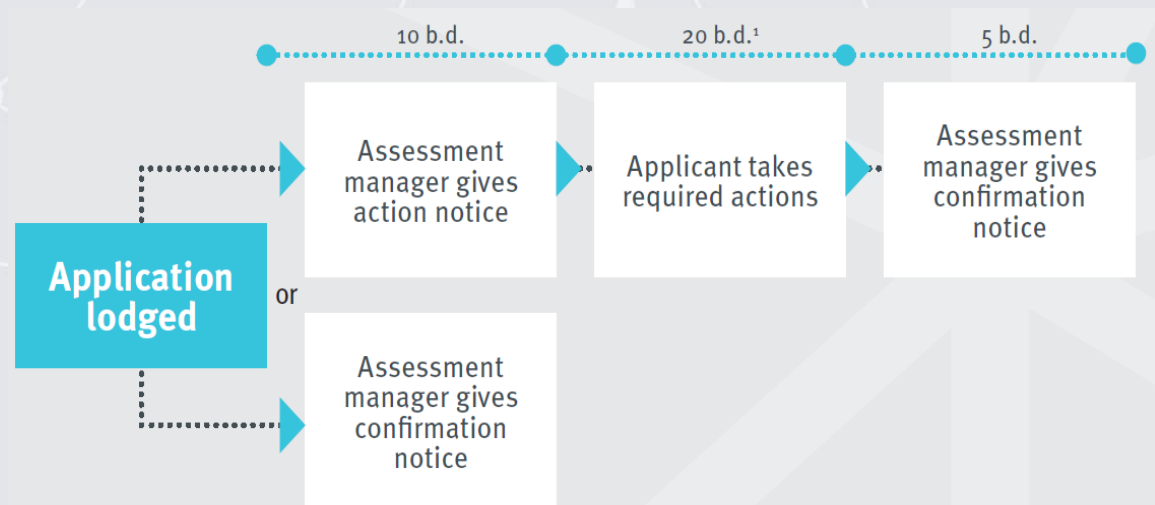 10 b.d.
20 b.d.¹
5 b.d.
Assessment
manager gives
action notice
Applicant takes
required actions
Assessment
manager gives
confirmation
notice
Application
lodged
or
Assessment
manager gives
confirmation
notice